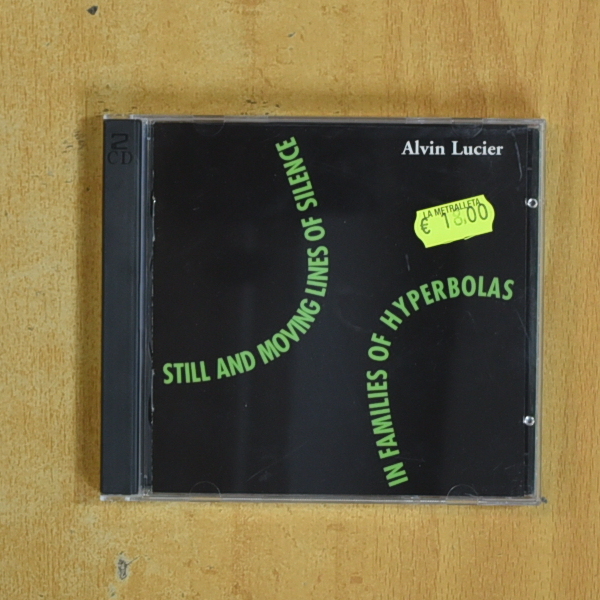 2
CD
Alvin Lucier
LA METRALLETA
€ 18.00
STILL AND MOVING LINES OF SILENCE
IN FAMILIES OF HYPERBOLAS